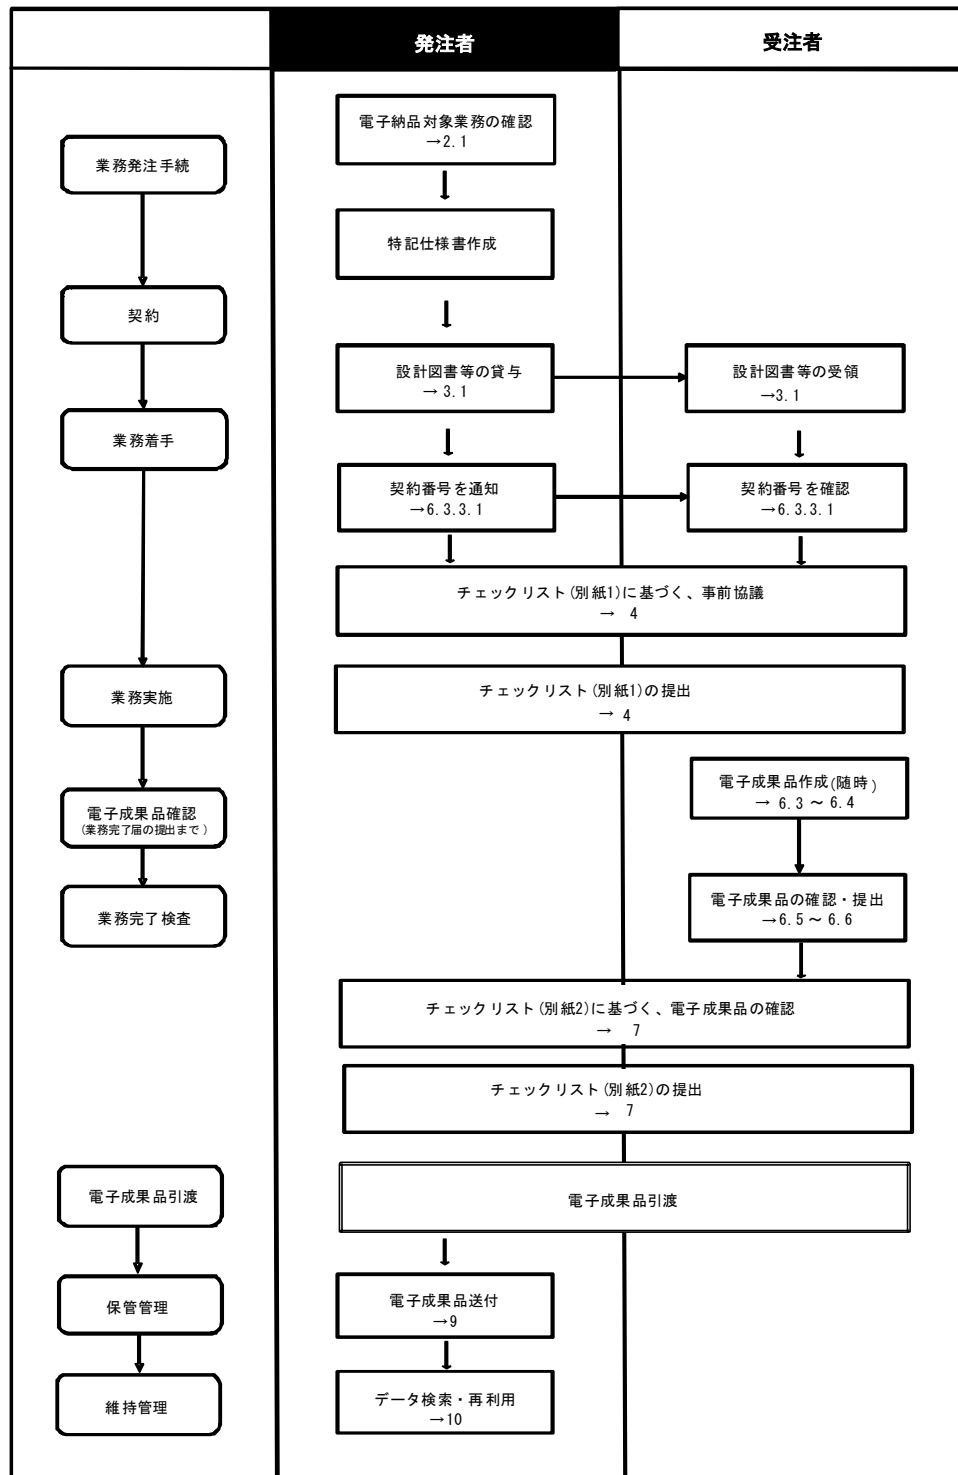 発注者
受注者
電子納品対象業務の確認
→2.1
業務発注手続
特記仕様書作成
契約
設計図書等の貸与
→ 3.1
設計図書等の受領
→3.1
業務着手
契約番号を通知
→6.3.3.1
契約番号を確認
→6.3.3.1
チェックリスト(別紙1)に基づく、事前協議
→ 4
業務実施
チェックリスト(別紙1)の提出
→ 4
電子成果品作成(随時)
→ 6.3 ～ 6.4
電子成果品確認
(業務完了届の提出まで)
電子成果品の確認・提出
→6.5 ～ 6.6
業務完了検査
チェックリスト(別紙2)に基づく、電子成果品の確認
→ 7
チェックリスト(別紙2)の提出
→ 7
電子成果品引渡
電子成果品引渡
保管管理
電子成果品送付
→9
維持管理
データ検索・再利用
→10